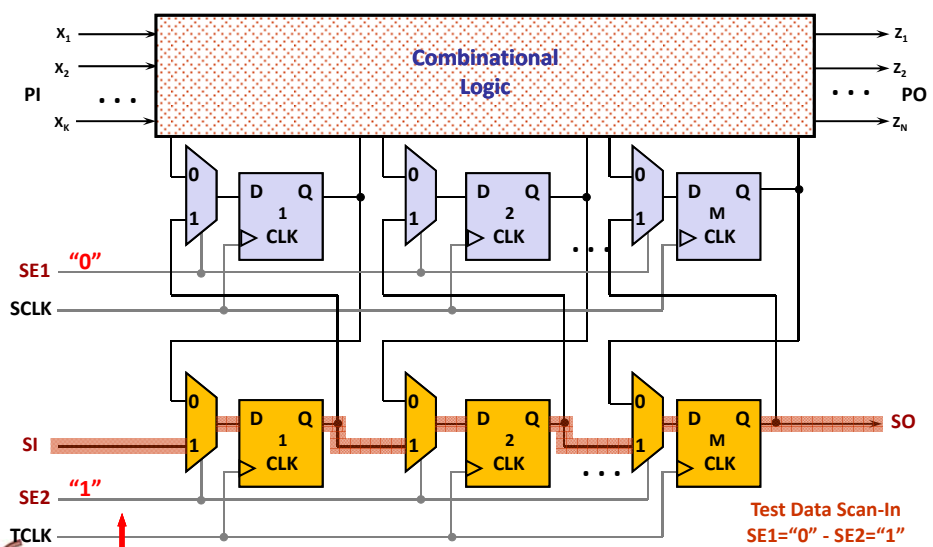 X1
Z1
Combinational
Logic
X2
Z2
PI
...
...
PO
XK
ZN
0
D Q
1
CLK
1
0
D Q
2
CLK
1
0
D Q
M
CLK
1
...
SE1 "0"
SCLK
0
D Q
1
CLK
1
0
D Q
2
CLK
1
0
D Q
M
CLK
1
SO
SI
...
SE2 "1"
TCLK
Test Data Scan-In
SE1="0" - SE2="1"